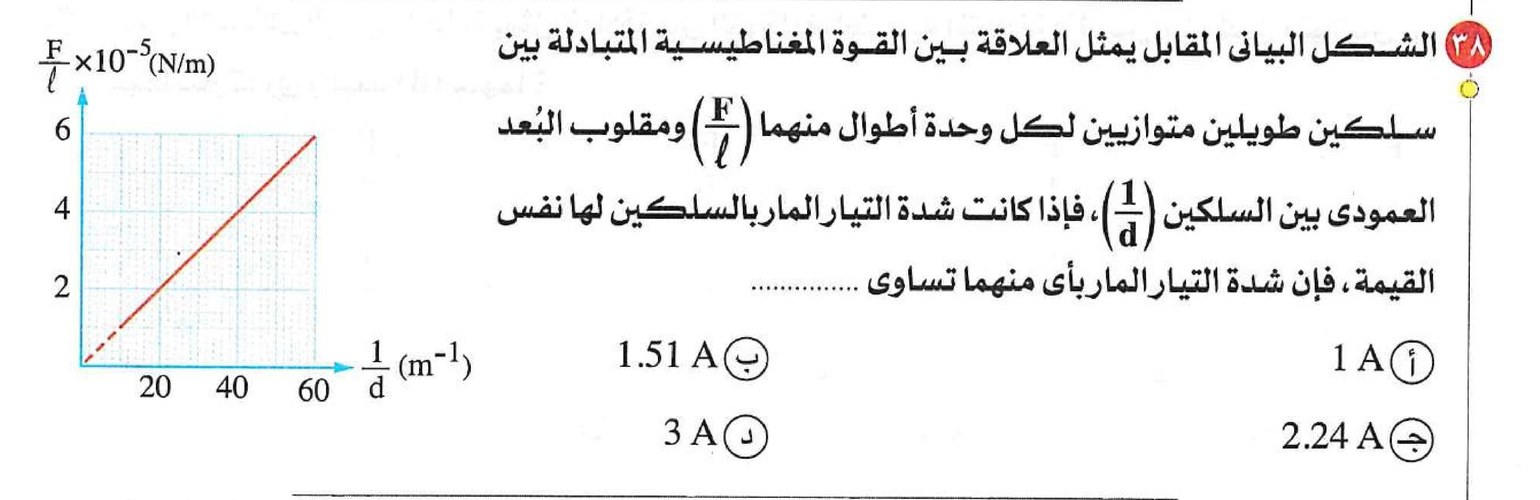 ٣٨ الشكل البيانى المقابل يمثل العلاقة بين القوة المغناطيسية المتبادلة بين
سلكين طويلين متوازيين لكل وحدة أطوال منهما (F/ℓ) ومقلوب البُعد
العمودى بين السلكين (1/d)، فإذا كانت شدة التيار المار بالسلكين لها نفس
القيمة، فإن شدة التيار المار بأى منهما تساوى ...............
أ 1 A
ب 1.51 A
جـ 2.24 A
د 3 A
F/ℓ ×10⁻⁵(N/m)
6
4
2
20 40 60
1/d (m⁻¹)